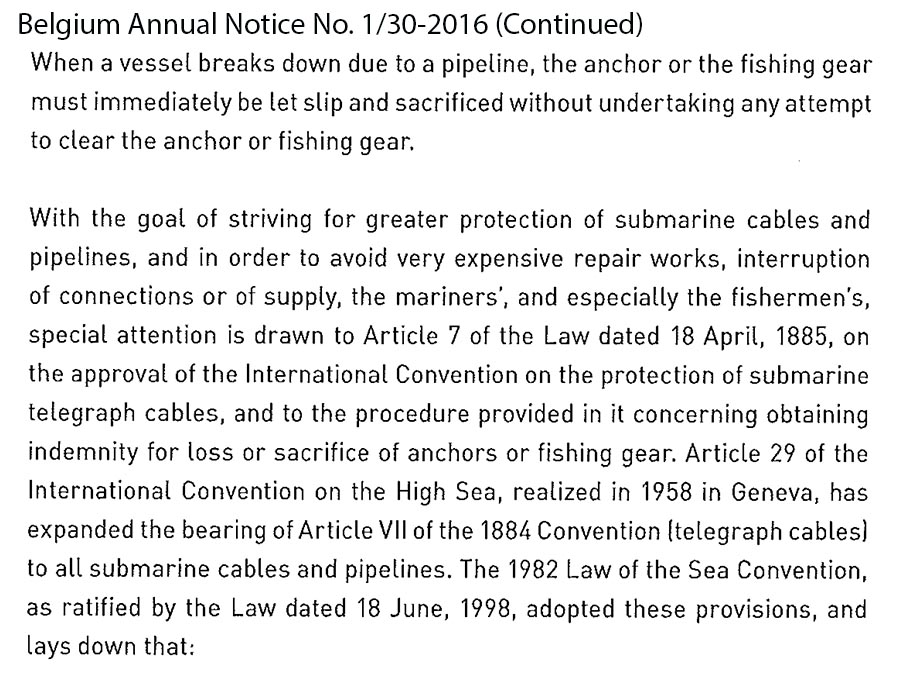 Belgium Annual Notice No. 1/30-2016 (Continued)
When a vessel breaks down due to a pipeline, the anchor or the fishing gear
must immediately be let slip and sacrificed without undertaking any attempt
to clear the anchor or fishing gear.
With the goal of striving for greater protection of submarine cables and
pipelines, and in order to avoid very expensive repair works, interruption
of connections or of supply, the mariners', and especially the fishermen's,
special attention is drawn to Article 7 of the Law dated 18 April, 1885, on
the approval of the International Convention on the protection of submarine
telegraph cables, and to the procedure provided in it concerning obtaining
indemnity for loss or sacrifice of anchors or fishing gear. Article 29 of the
International Convention on the High Sea, realized in 1958 in Geneva, has
expanded the bearing of Article VII of the 1884 Convention (telegraph cables)
to all submarine cables and pipelines. The 1982 Law of the Sea Convention,
as ratified by the Law dated 18 June, 1998, adopted these provisions, and
lays down that: